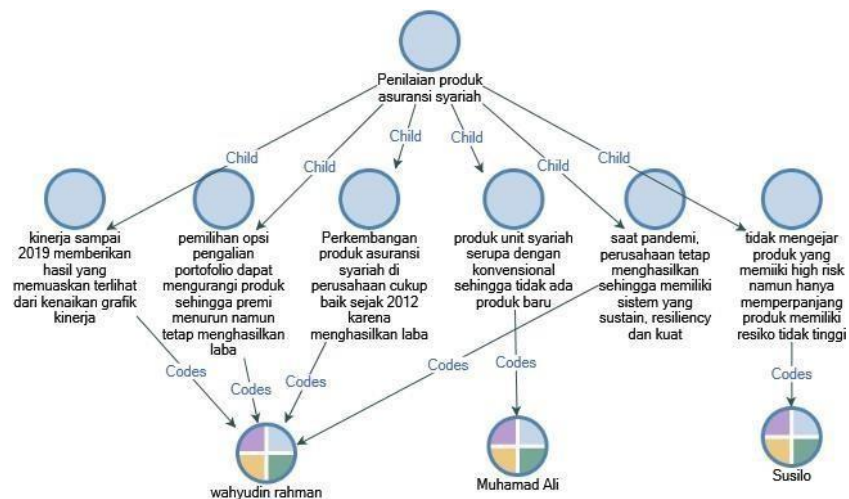 Penilaian produk
asuransi syariah
Child
Child
Child
Child
Child
Child
kinerja sampai
2019 memberikan
hasil yang
memuaskan terlihat
dari kenaikan grafik
kinerja
pemilihan opsi
pengalian
portofolio dapat
mengurangi produk
sehingga premi
menurun namun
tetap menghasilkan
laba
Perkembangan
produk asuransi
syariah di
perusahaan cukup
baik sejak 2012
karena
menghasilkan laba
produk unit syariah
serupa dengan
konvensional
sehingga tidak ada
produk baru
saat pandemi,
perusahaan tetap
menghasilkan
sehingga memiliki
sistem yang
sustain, resiliency
dan kuat
tidak mengejar
produk yang
memiiki high risk
namun hanya
memperpanjang
produk memiliki
resiko tidak tinggi
Codes
Codes
Codes
Codes
Codes
Codes
wahyudin rahman
Muhamad Ali
Susilo